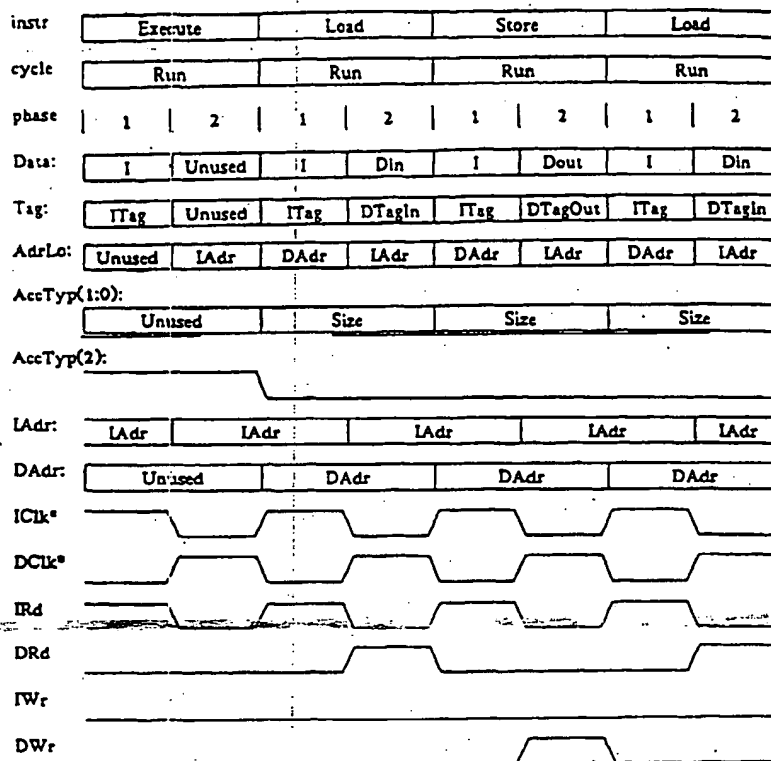 instr Execute Load Store Load
cycle Run Run Run Run
phase 1 2 1 2 1 2 1 2
Data: I Unused I Din I Dout I Din
Tag: ITag Unused ITag DTagIn ITag DTagOut ITag DTagIn
AdrLo: Unused IAdr DAdr IAdr DAdr IAdr DAdr IAdr
AccTyp(1:0):
Unused Size Size Size
AccTyp(2):
IAdr: IAdr IAdr IAdr IAdr IAdr
DAdr: Unused DAdr DAdr DAdr
IClk*
DClk*
IRd
DRd
IWr
DWr